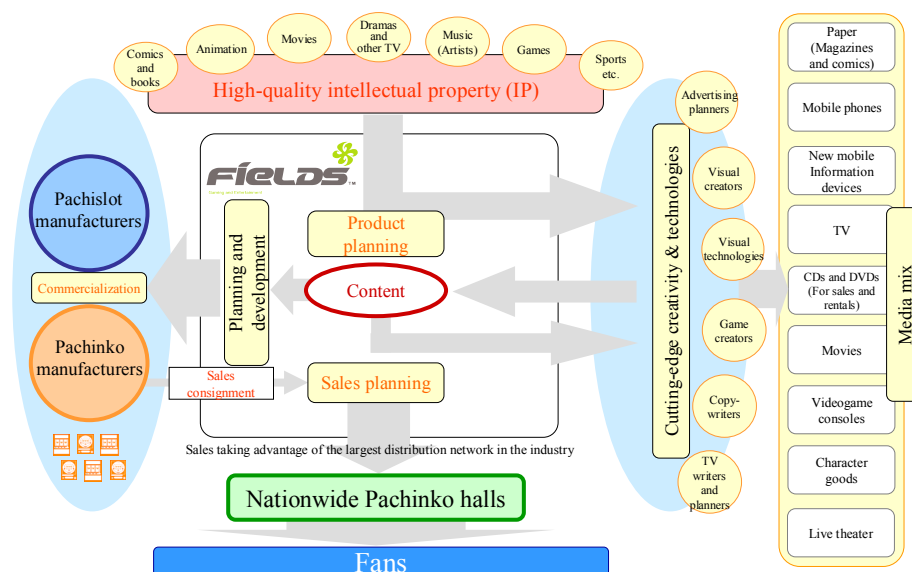 Comics
and
books
Animation
Movies
Dramas
and
other TV
Music
(Artists)
Games
Sports
etc.
High-quality intellectual property (IP)
FIELDS™
Gaming and Entertainment
Pachislot
manufacturers
Commercialization
Pachinko
manufacturers
Planning and
development
Product
planning
Content
Sales
consignment
Sales planning
Sales taking advantage of the largest distribution network in the industry
Nationwide Pachinko halls
Fans
Cutting-edge creativity & technologies
Advertising
planners
Visual
creators
Visual
technologies
Game
creators
Copy-
writers
TV
writers
and
planners
Paper
(Magazines
and comics)
Mobile phones
New mobile
Information
devices
TV
CDs and DVDs
(For sales and
rentals)
Movies
Videogame
consoles
Character
goods
Live theater
Media mix